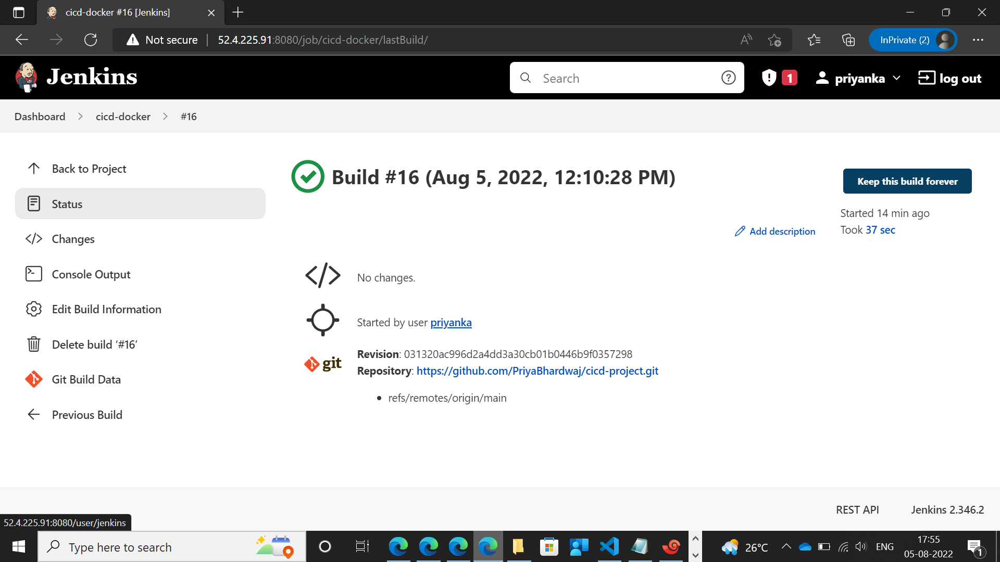 cicd-docker #16 [Jenkins]
Not secure
52.4.225.91:8080/job/cicd-docker/lastBuild/
InPrivate (2)
Jenkins
Search
1
priyanka
log out
Dashboard
cicd-docker
#16
Back to Project
Status
Changes
Console Output
Edit Build Information
Delete build ‘#16’
Git Build Data
Previous Build
Build #16 (Aug 5, 2022, 12:10:28 PM)
Keep this build forever
Started 14 min ago
Took 37 sec
Add description
No changes.
Started by user priyanka
git
Revision: 031320ac996d2a4dd3a30cb01b0446b9f0357298
Repository: https://github.com/PriyaBhardwaj/cicd-project.git
refs/remotes/origin/main
REST API
Jenkins 2.346.2
52.4.225.91:8080/user/jenkins
Type here to search
26°C
ENG
17:55
05-08-2022
1